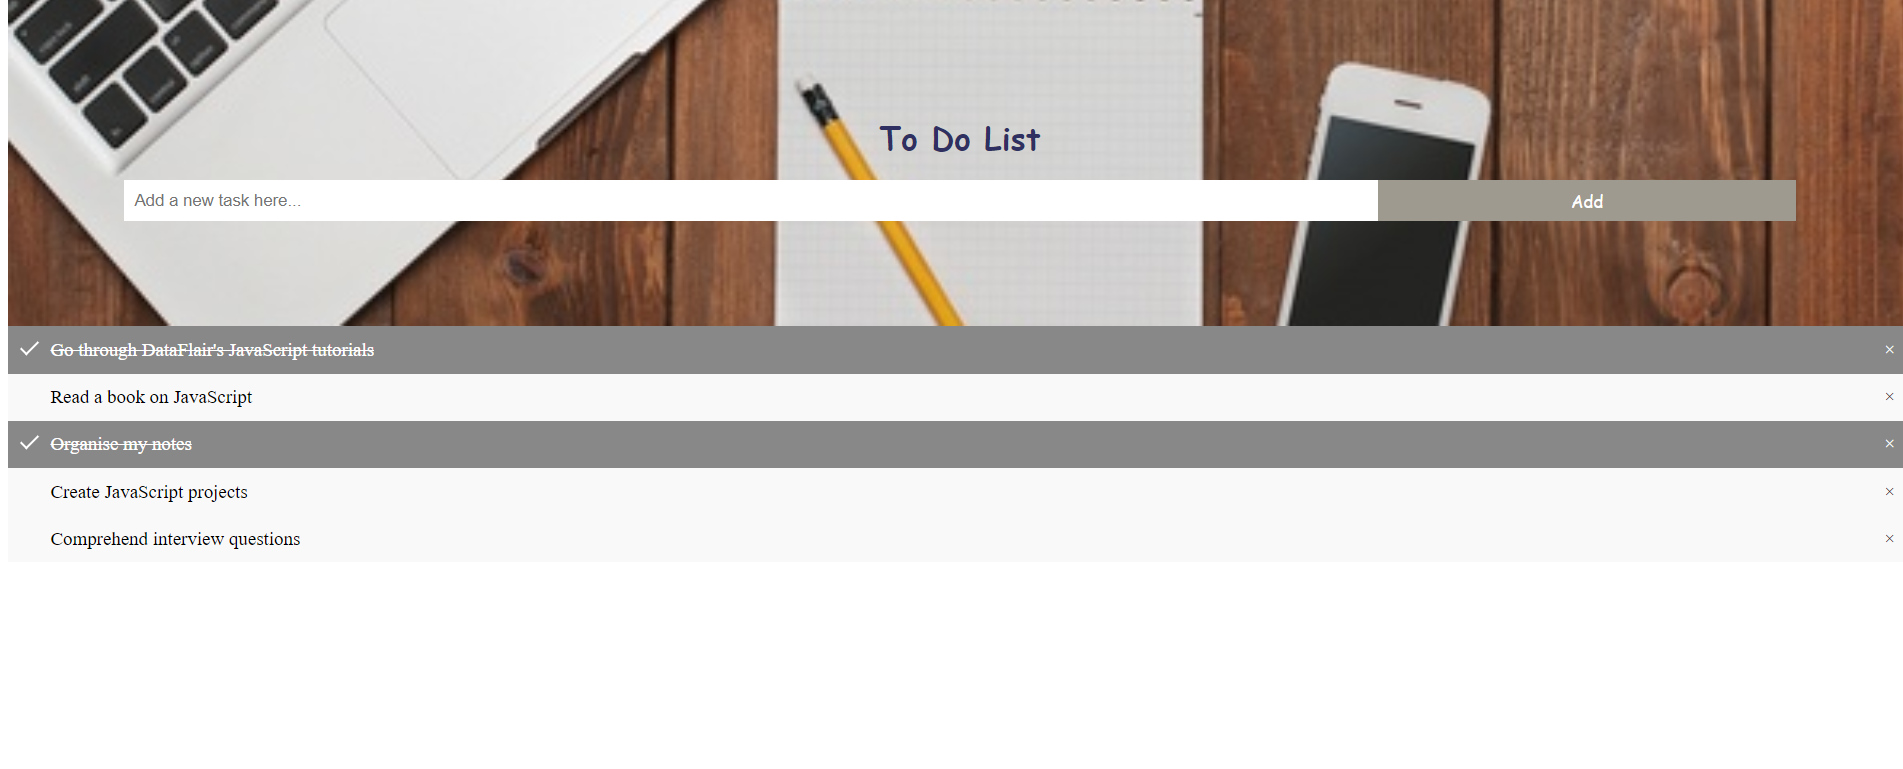 To Do List
Add a new task here...
Add
Go through DataFlair's JavaScript tutorials
×
Read a book on JavaScript
×
Organise my notes
×
Create JavaScript projects
×
Comprehend interview questions
×